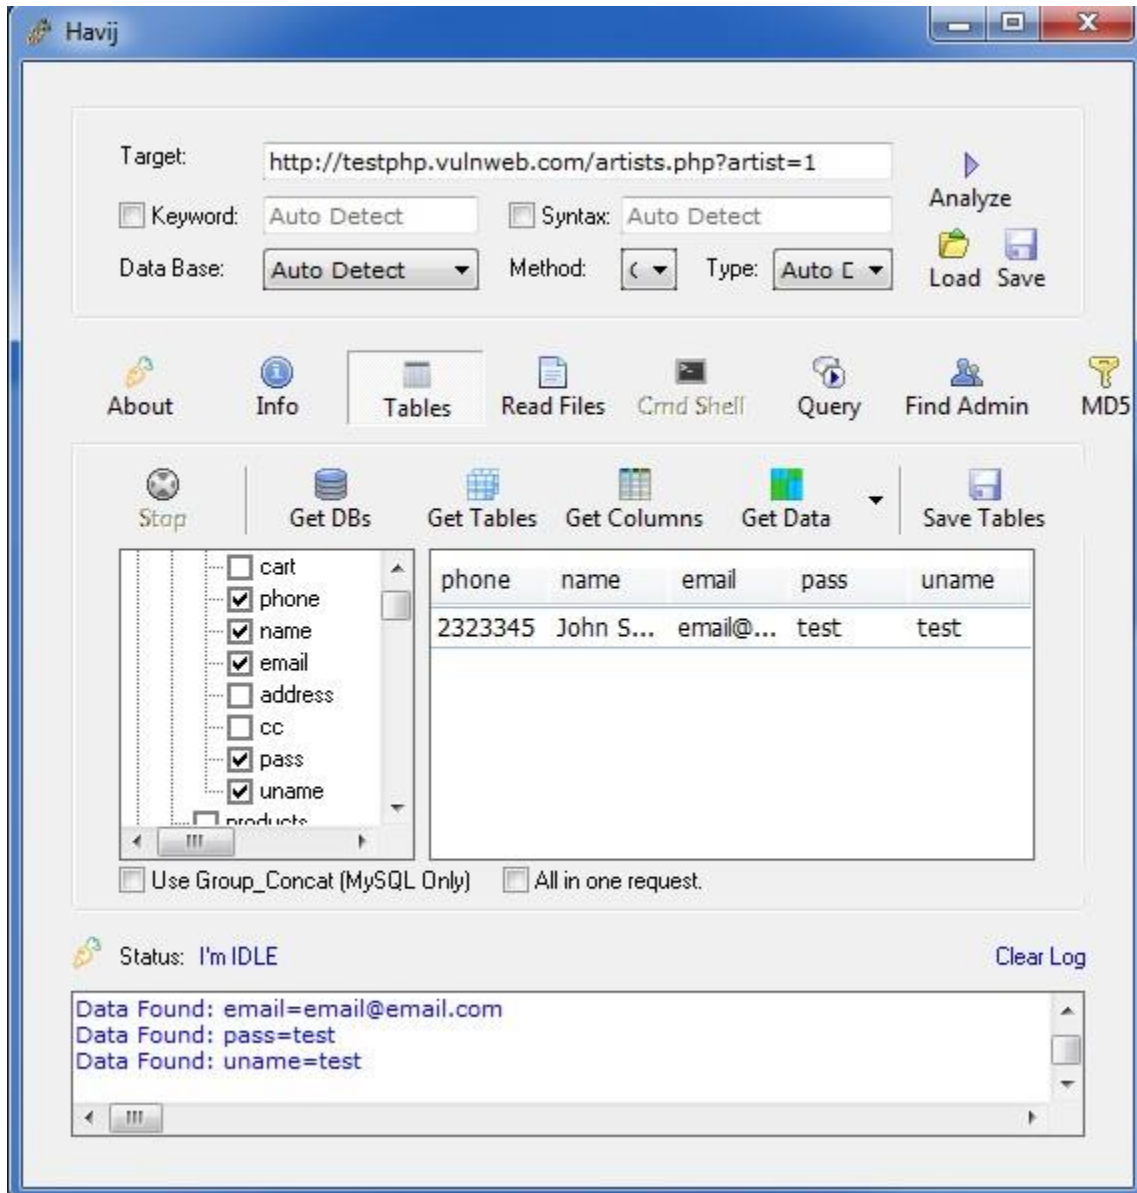 Havij
Target: http://testphp.vulnweb.com/artists.php?artist=1
Analyze
Keyword: Auto Detect Syntax: Auto Detect
Data Base: Auto Detect Method: Type: Auto
Load Save
About Info Tables Read Files Cmd Shell Query Find Admin MD5
Stop Get DBs Get Tables Get Columns Get Data Save Tables
cart
phone
name
email
address
cc
pass
uname
products
phone name email pass uname
2323345 John S... email@... test test
Use Group_Concat (MySQL Only) All in one request.
Status: I'm IDLE Clear Log
Data Found: email=email@email.com
Data Found: pass=test
Data Found: uname=test